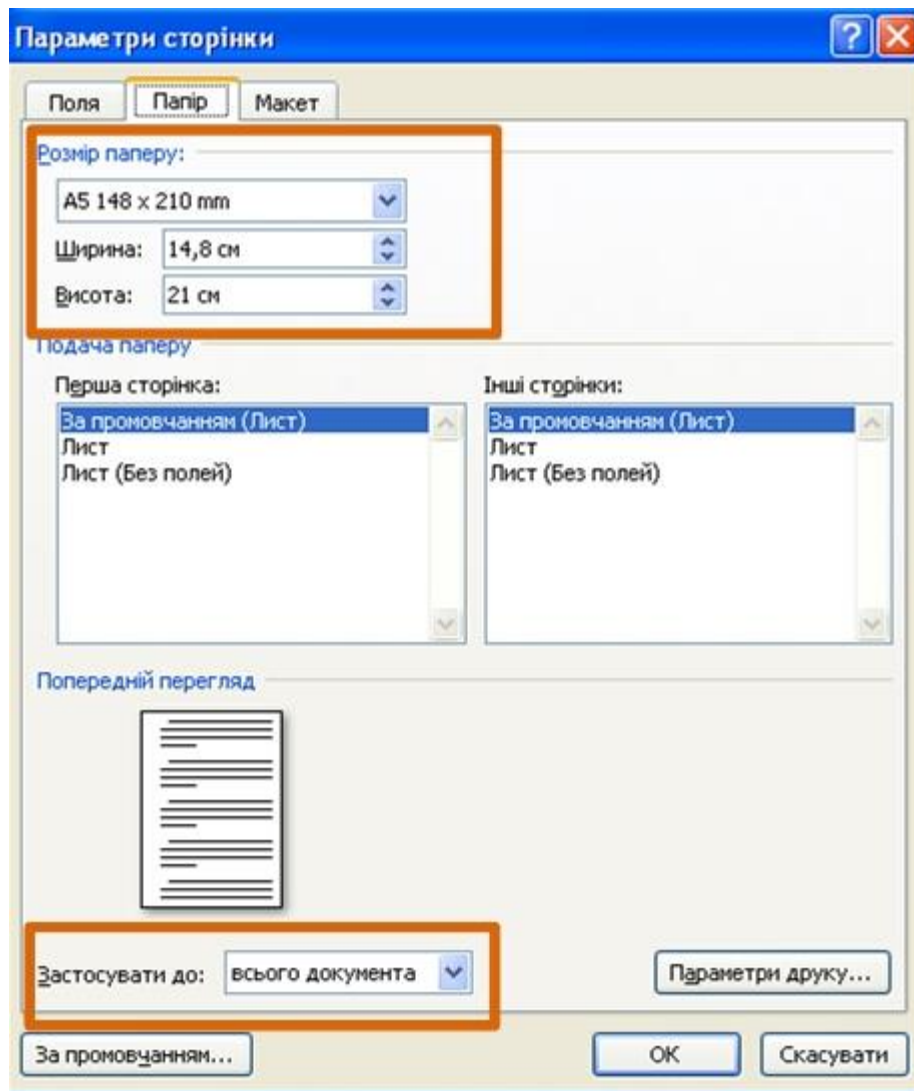 Параметри сторінки
Поля Папір Макет
Розмір паперу:
A5 148 x 210 mm
Ширина: 14,8 см
Висота: 21 см
Подача паперу
Перша сторінка: Інші сторінки:
За промовчанням (Лист) За промовчанням (Лист)
Лист Лист
Лист (Без полей) Лист (Без полей)
Попередній перегляд
Застосувати до: всього документа Параметри друку...
За промовчанням... ОК Скасувати